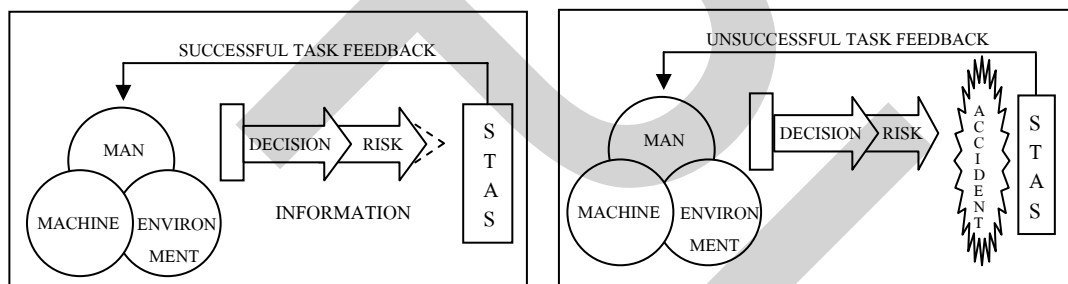 SUCCESSFUL TASK FEEDBACK
MAN
MACHINE
ENVIRON
MENT
DECISION
RISK
INFORMATION
S
T
A
S
UNSUCCESSFUL TASK FEEDBACK
MAN
MACHINE
ENVIRON
MENT
DECISION
RISK
A
C
C
I
D
E
N
T
S
T
A
S